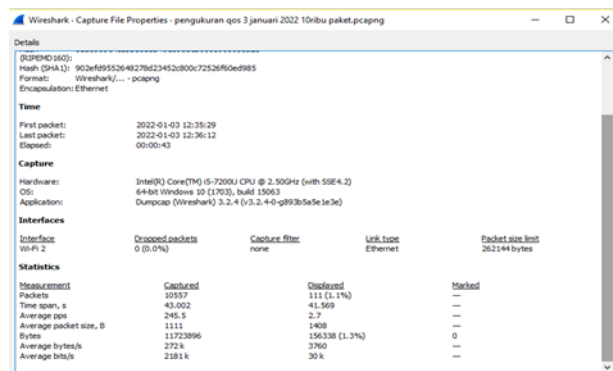 Wireshark - Capture File Properties - pengukuran qos 3 januari 2022 10ribu paket.pcapng
Details
(RIPEMD160):
Hash (SHA1): 902efd9552648278d23452c800c72526f60ed985
Format: Wireshark/... - pcapng
Encapsulation: Ethernet
Time
First packet: 2022-01-03 12:35:29
Last packet: 2022-01-03 12:36:12
Elapsed: 00:00:43
Capture
Hardware: Intel(R) Core(TM) i5-7200U CPU @ 2.50GHz (with SSE4.2)
OS: 64-bit Windows 10 (1703), build 15063
Application: Dumpcap (Wireshark) 3.2.4 (v3.2.4-0-g893b5a5e1e3e)
Interfaces
Interface Dropped packets Capture filter Link type Packet size limit
Wi-Fi 2 0 (0.0%) none Ethernet 262144 bytes
Statistics
Measurement Captured Displayed Marked
Packets 10557 111 (1.1%) —
Time span, s 43.002 41.569 —
Average pps 245.5 2.7 —
Average packet size, B 1111 1408 —
Bytes 11723896 156338 (1.3%) 0
Average bytes/s 272 k 3760 —
Average bits/s 2181 k 30 k —